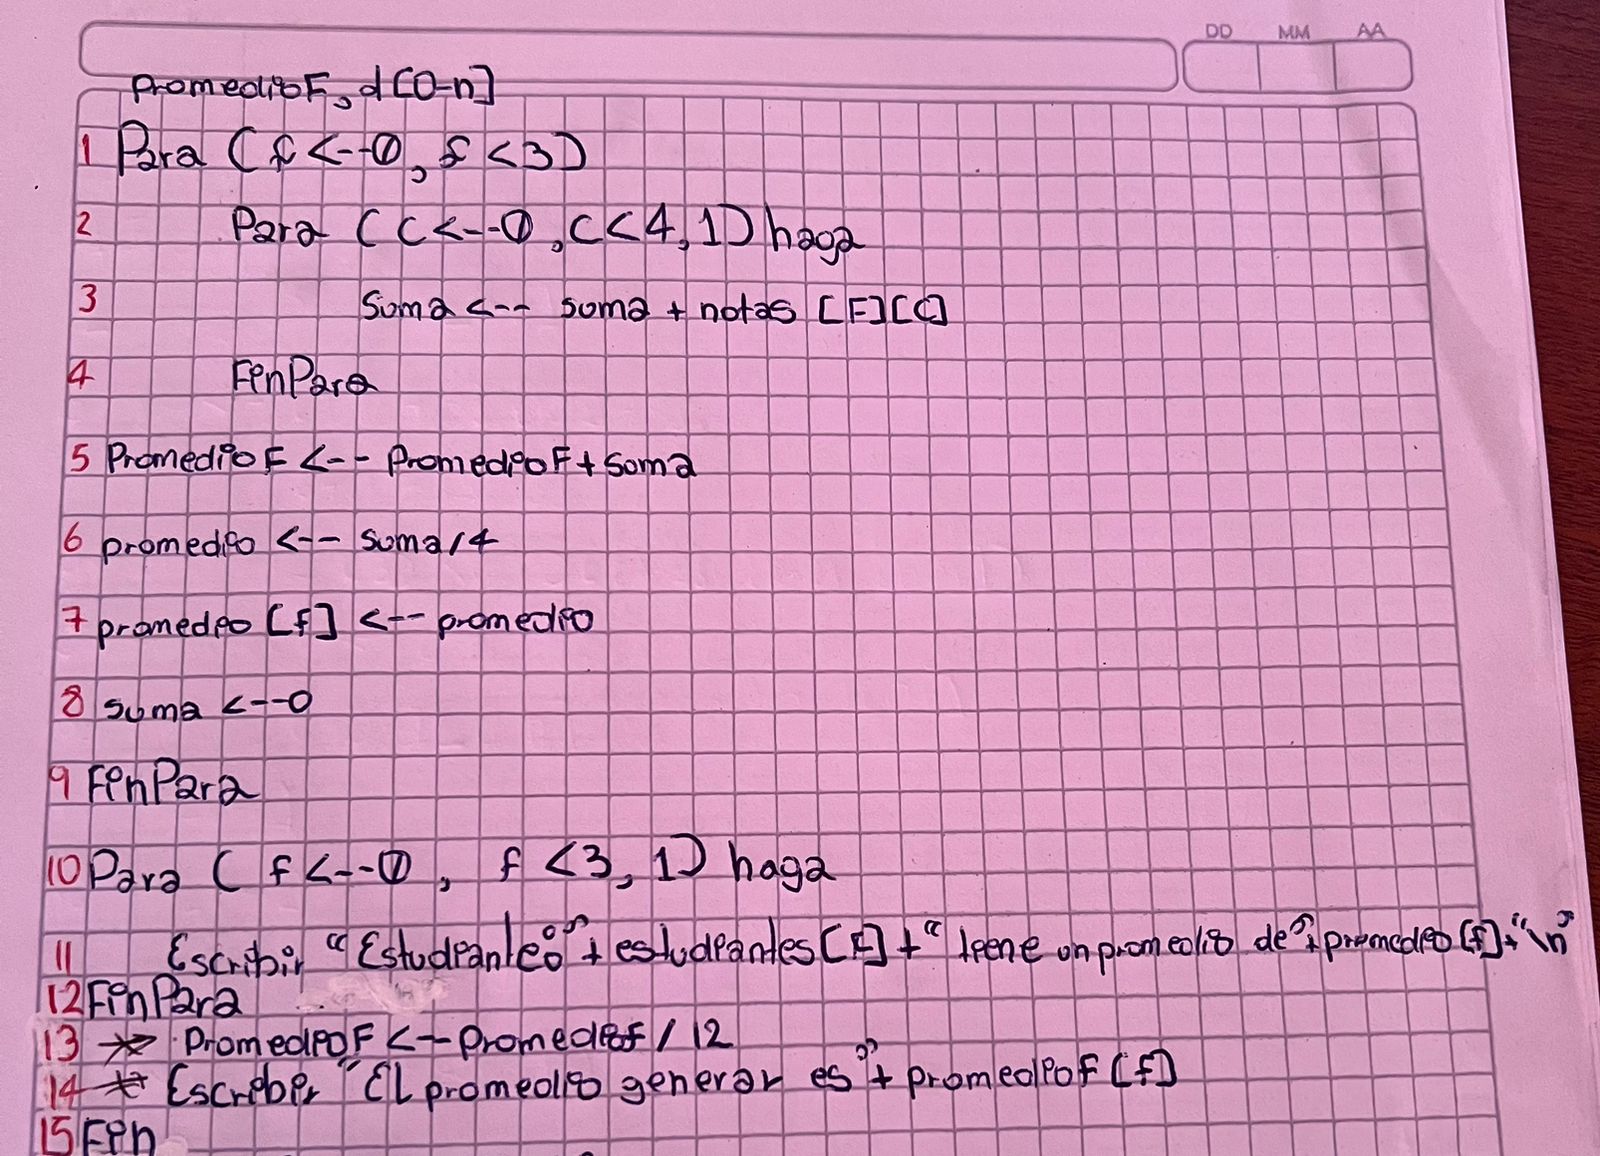 DD MM AA
promedioF, d[0-n]
1 Para ( f <--0, f <3)
2 Para ( C <--0, C<4, 1) haga
3 Suma <-- suma + notas [F][C]
4 FinPara
5 PromedioF <-- PromedioF + Suma
6 promedio <-- suma/4
7 promedio [f] <-- promedio
8 suma <--0
9 FinPara
10 Para ( f <--0, f <3, 1) haga
11 Escribir "Estudiante:" + estudiantes [F] + " tiene un promedio de" + promedio [f] + "\n"
12 FinPara
13 PromedioF <-- Promediof / 12
14 Escribir "El promedio generar es" + promedioF [f]
15 Fin